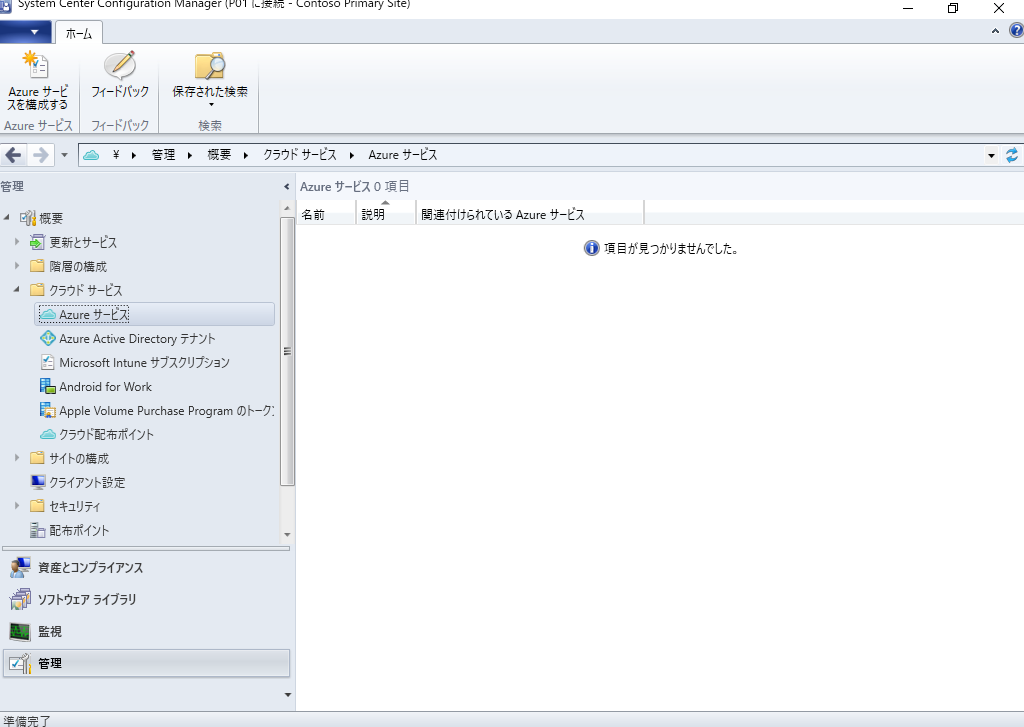 System Center Configuration Manager (P01 に接続 - Contoso Primary Site)
ホーム
Azure サービ
スを構成する
フィードバック
保存された検索
Azure サービス
フィードバック
検索
¥ 管理 概要 クラウド サービス Azure サービス
管理
Azure サービス 0 項目
名前 説明 関連付けられている Azure サービス
項目が見つかりませんでした。
概要
更新とサービス
階層の構成
クラウド サービス
Azure サービス
Azure Active Directory テナント
Microsoft Intune サブスクリプション
Android for Work
Apple Volume Purchase Program のトーク
クラウド配布ポイント
サイトの構成
クライアント設定
セキュリティ
配布ポイント
資産とコンプライアンス
ソフトウェア ライブラリ
監視
管理
準備完了